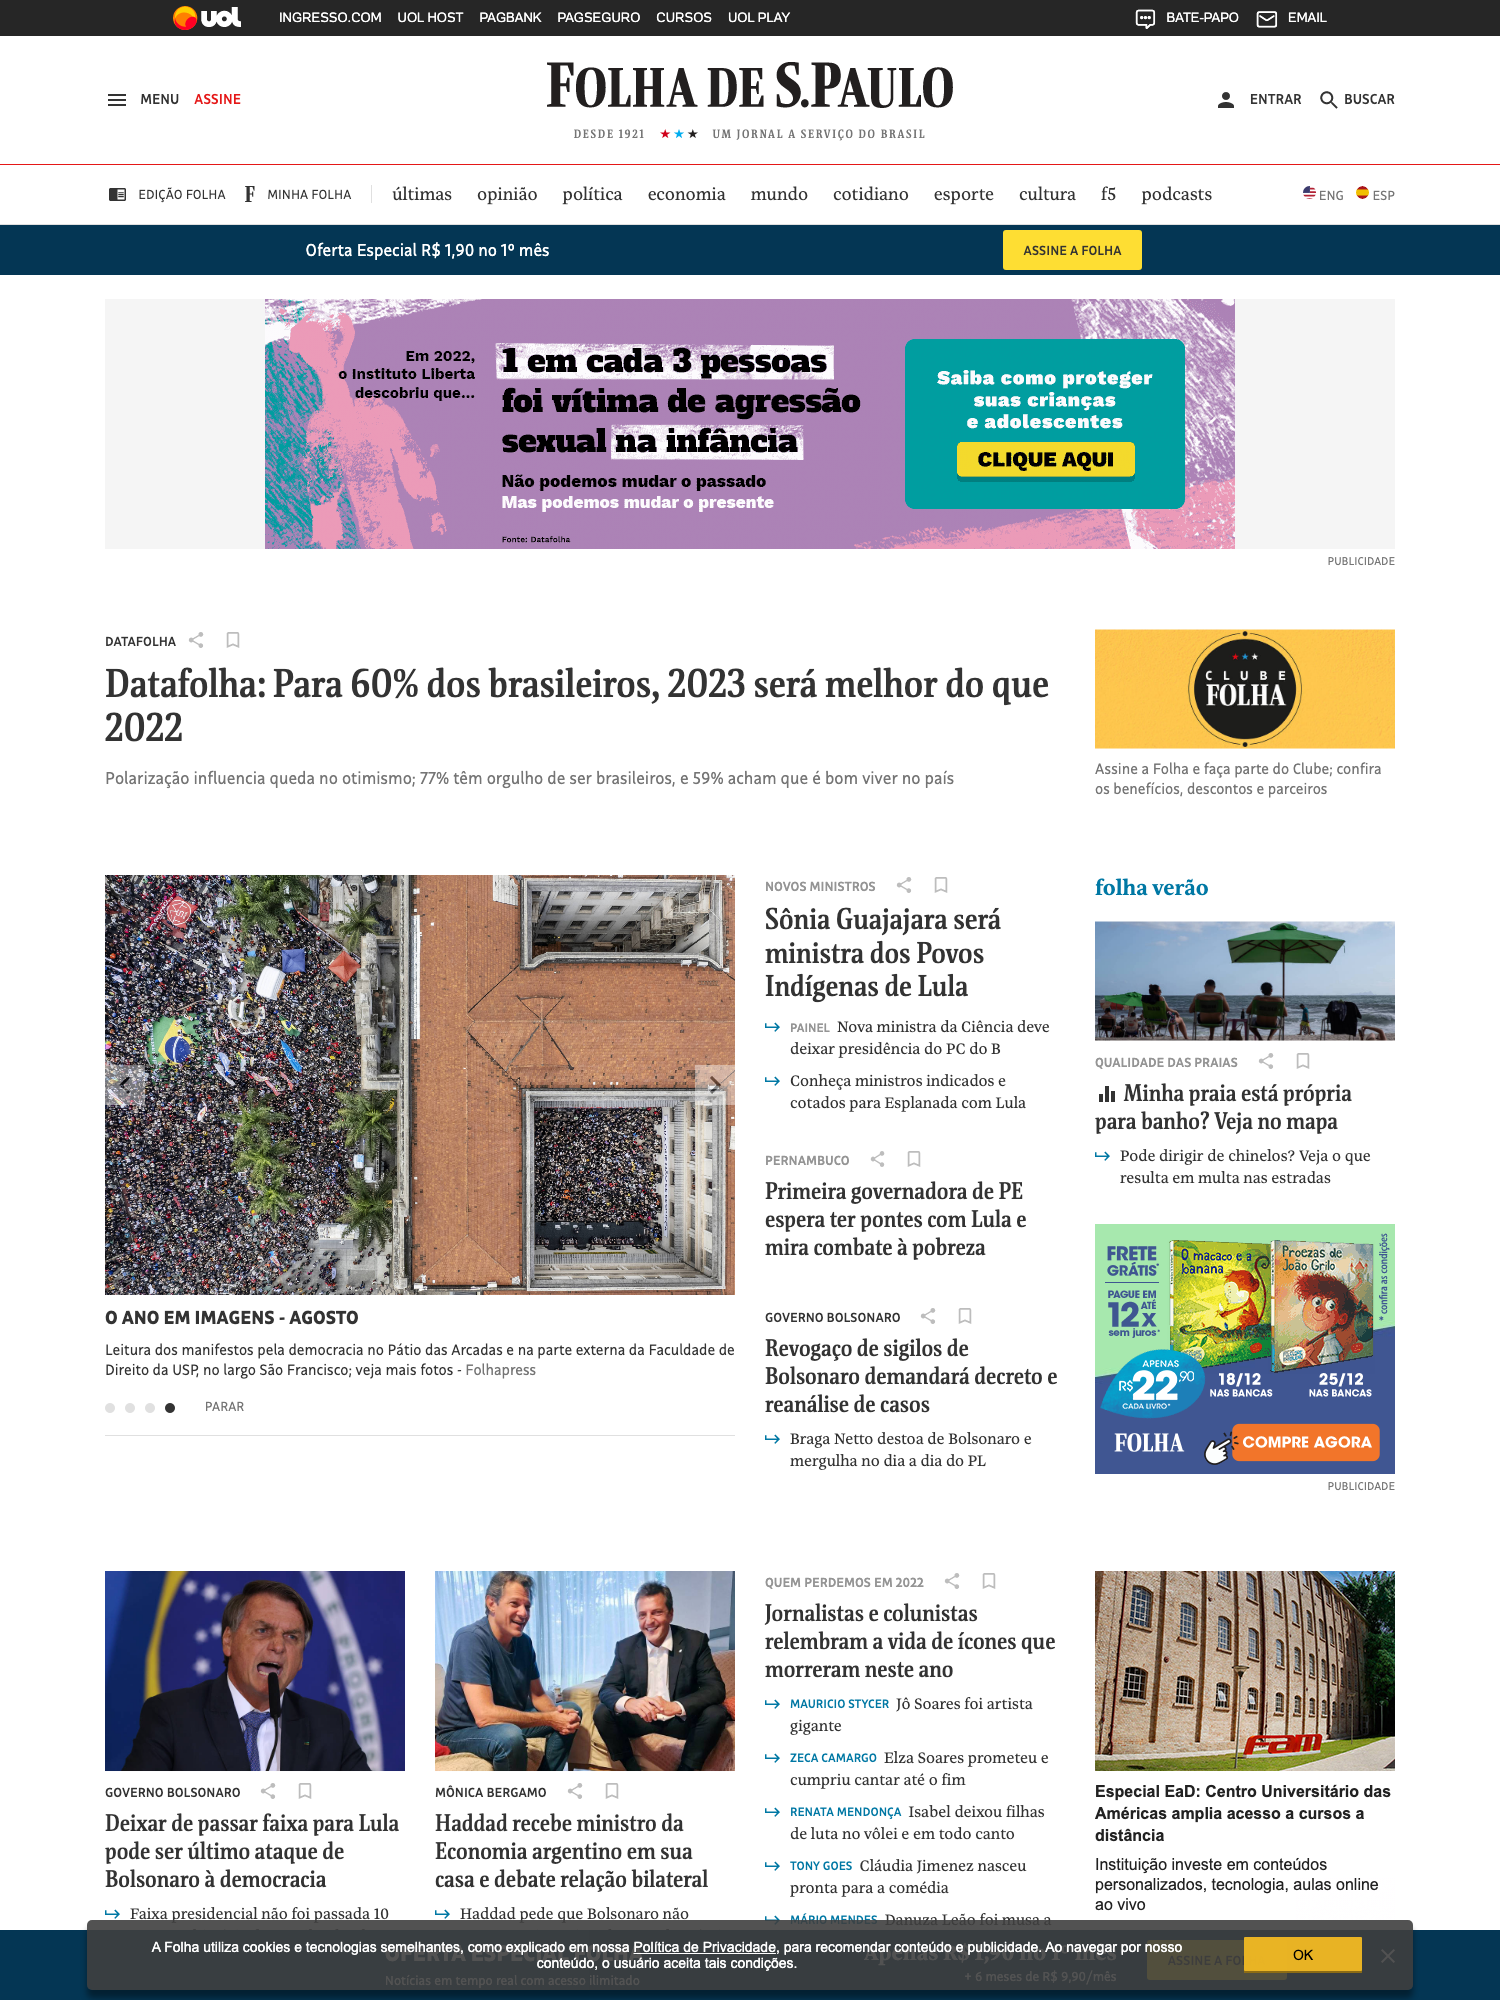 uol INGRESSO.COM UOL HOST PAGBANK PAGSEGURO CURSOS UOL PLAY BATE-PAPO EMAIL
MENU ASSINE
FOLHA DE S.PAULO
DESDE 1921 ★ ★ ★ UM JORNAL A SERVIÇO DO BRASIL
ENTRAR BUSCAR
EDIÇÃO FOLHA F MINHA FOLHA últimas opinião política economia mundo cotidiano esporte cultura f5 podcasts ENG ESP
Oferta Especial R$ 1,90 no 1º mês ASSINE A FOLHA
Em 2022,
o Instituto Liberta
descobriu que...
1 em cada 3 pessoas
foi vítima de agressão
sexual na infância
Não podemos mudar o passado
Mas podemos mudar o presente
Fonte: Datafolha
Saiba como proteger
suas crianças
e adolescentes
CLIQUE AQUI
PUBLICIDADE
DATAFOLHA
Datafolha: Para 60% dos brasileiros, 2023 será melhor do que
2022
Polarização influencia queda no otimismo; 77% têm orgulho de ser brasileiros, e 59% acham que é bom viver no país
CLUBE
FOLHA
Assine a Folha e faça parte do Clube; confira
os benefícios, descontos e parceiros
O ANO EM IMAGENS - AGOSTO
Leitura dos manifestos pela democracia no Pátio das Arcadas e na parte externa da Faculdade de
Direito da USP, no largo São Francisco; veja mais fotos - Folhapress
PARAR
NOVOS MINISTROS
Sônia Guajajara será
ministra dos Povos
Indígenas de Lula
PAINEL Nova ministra da Ciência deve
deixar presidência do PC do B
Conheça ministros indicados e
cotados para Esplanada com Lula
PERNAMBUCO
Primeira governadora de PE
espera ter pontes com Lula e
mira combate à pobreza
GOVERNO BOLSONARO
Revogaço de sigilos de
Bolsonaro demandará decreto e
reanálise de casos
Braga Netto destoa de Bolsonaro e
mergulha no dia a dia do PL
folha verão
QUALIDADE DAS PRAIAS
Minha praia está própria
para banho? Veja no mapa
Pode dirigir de chinelos? Veja o que
resulta em multa nas estradas
FRETE
GRÁTIS*
PAGUE EM
ATÉ
12x
sem juros*
O macaco e a
banana
Proezas de
João Grilo
* confira as condições
APENAS
R$22,90
CADA LIVRO*
18/12
NAS BANCAS
25/12
NAS BANCAS
FOLHA
COMPRE AGORA
PUBLICIDADE
GOVERNO BOLSONARO
Deixar de passar faixa para Lula
pode ser último ataque de
Bolsonaro à democracia
Faixa presidencial não foi passada 10
MÔNICA BERGAMO
Haddad recebe ministro da
Economia argentino em sua
casa e debate relação bilateral
Haddad pede que Bolsonaro não
QUEM PERDEMOS EM 2022
Jornalistas e colunistas
relembram a vida de ícones que
morreram neste ano
MAURICIO STYCER Jô Soares foi artista
gigante
ZECA CAMARGO Elza Soares prometeu e
cumpriu cantar até o fim
RENATA MENDONÇA Isabel deixou filhas
de luta no vôlei e em todo canto
TONY GOES Cláudia Jimenez nasceu
pronta para a comédia
MÁRIO MENDES Danuza Leão foi musa a
fam
Especial EaD: Centro Universitário das
Américas amplia acesso a cursos a
distância
Instituição investe em conteúdos
personalizados, tecnologia, aulas online
ao vivo
A Folha utiliza cookies e tecnologias semelhantes, como explicado em nossa Política de Privacidade, para recomendar conteúdo e publicidade. Ao navegar por nosso
conteúdo, o usuário aceita tais condições.
OK
Apenas R$ 1,90 no 1º mês
Notícias em tempo real com acesso ilimitado
+ 6 meses de R$ 9,90/mês
ASSINE A FO